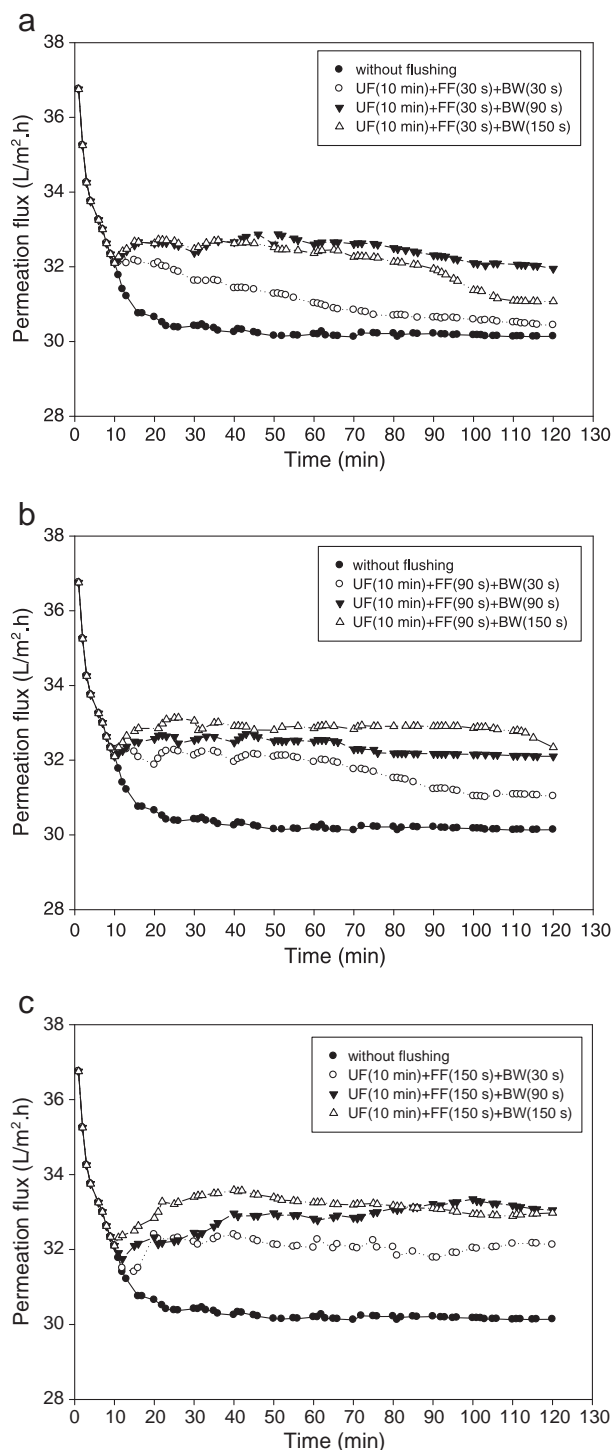 a
38
36
34
32
30
28
Permeation flux (L/m².h)
without flushing
UF(10 min)+FF(30 s)+BW(30 s)
UF(10 min)+FF(30 s)+BW(90 s)
UF(10 min)+FF(30 s)+BW(150 s)
0 10 20 30 40 50 60 70 80 90 100 110 120 130
Time (min)
b
38
36
34
32
30
28
Permeation flux (L/m².h)
without flushing
UF(10 min)+FF(90 s)+BW(30 s)
UF(10 min)+FF(90 s)+BW(90 s)
UF(10 min)+FF(90 s)+BW(150 s)
0 10 20 30 40 50 60 70 80 90 100 110 120 130
Time (min)
c
38
36
34
32
30
28
Permeation flux (L/m².h)
without flushing
UF(10 min)+FF(150 s)+BW(30 s)
UF(10 min)+FF(150 s)+BW(90 s)
UF(10 min)+FF(150 s)+BW(150 s)
0 10 20 30 40 50 60 70 80 90 100 110 120 130
Time (min)